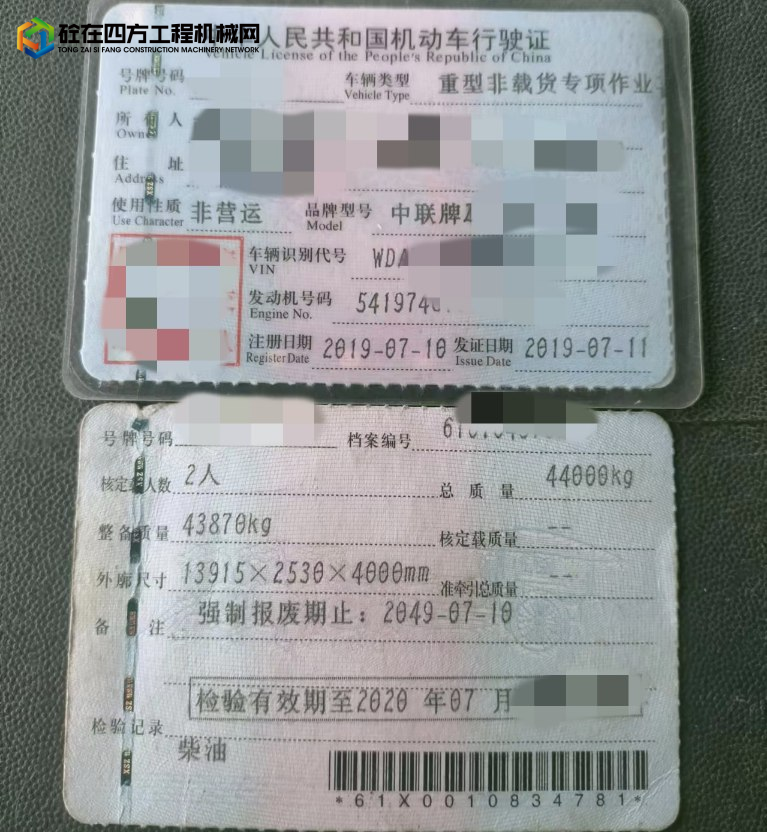 砼在四方工程机械网
TONG ZAI SI FANG CONSTRUCTION MACHINERY NETWORK
人民共和国机动车行驶证
Vehicle License of the People's Republic of China
号牌号码
Plate No.
车辆类型 重型非载货专项作业
Vehicle Type
所有人
Owner
住址
Address
使用性质 非营运
Use Character
品牌型号 中联牌Z
Model
车辆识别代号 WDA
VIN
发动机号码 541974
Engine No.
注册日期 2019-07-10
Register Date
发证日期 2019-07-11
Issue Date
号牌号码
档案编号
核定载人数 2人
总质量 44000kg
整备质量 43870kg
核定载质量 --
外廓尺寸 13915×2530×4000mm
准牵引总质量 --
备注 强制报废期止：2049-07-10
检验有效期至2020年07月
检验记录
柴油
*61X0010834781*